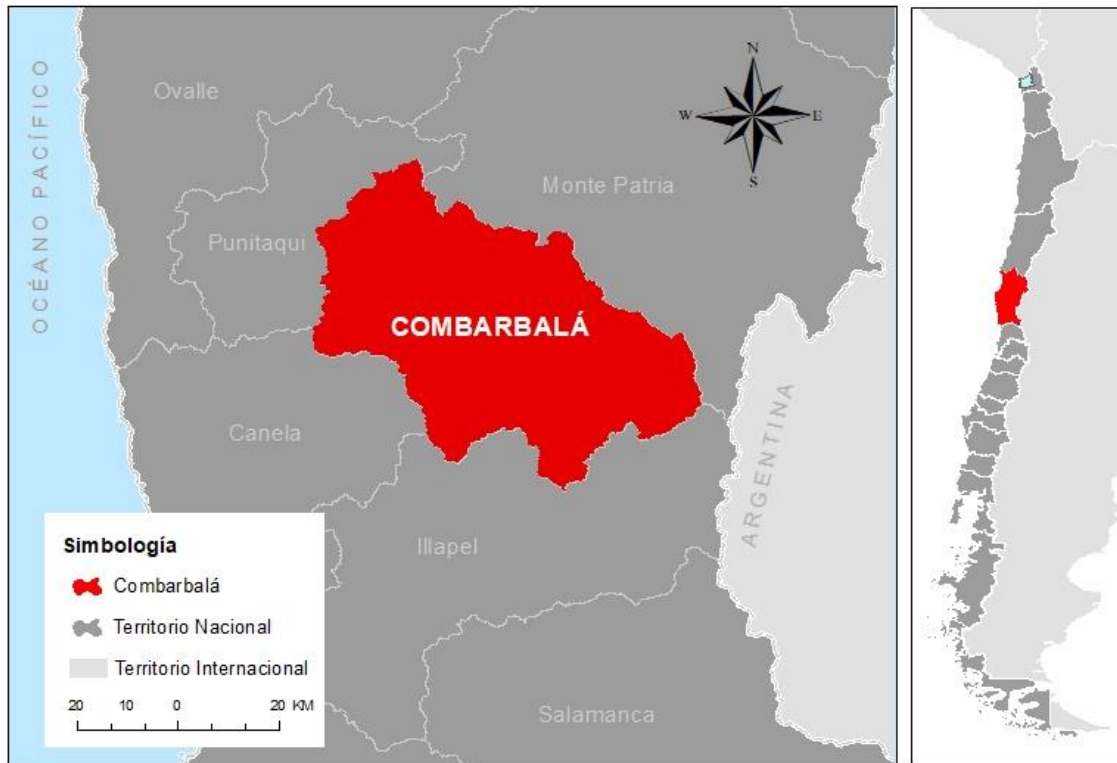 OCÉANO PACÍFICO
Ovalle
N
W E
S
Monte Patria
Punitaqui
COMBARBALÁ
Canela
ARGENTINA
Illapel
Salamanca
Simbología
Combarbalá
Territorio Nacional
Territorio Internacional
20 10 0 20 KM